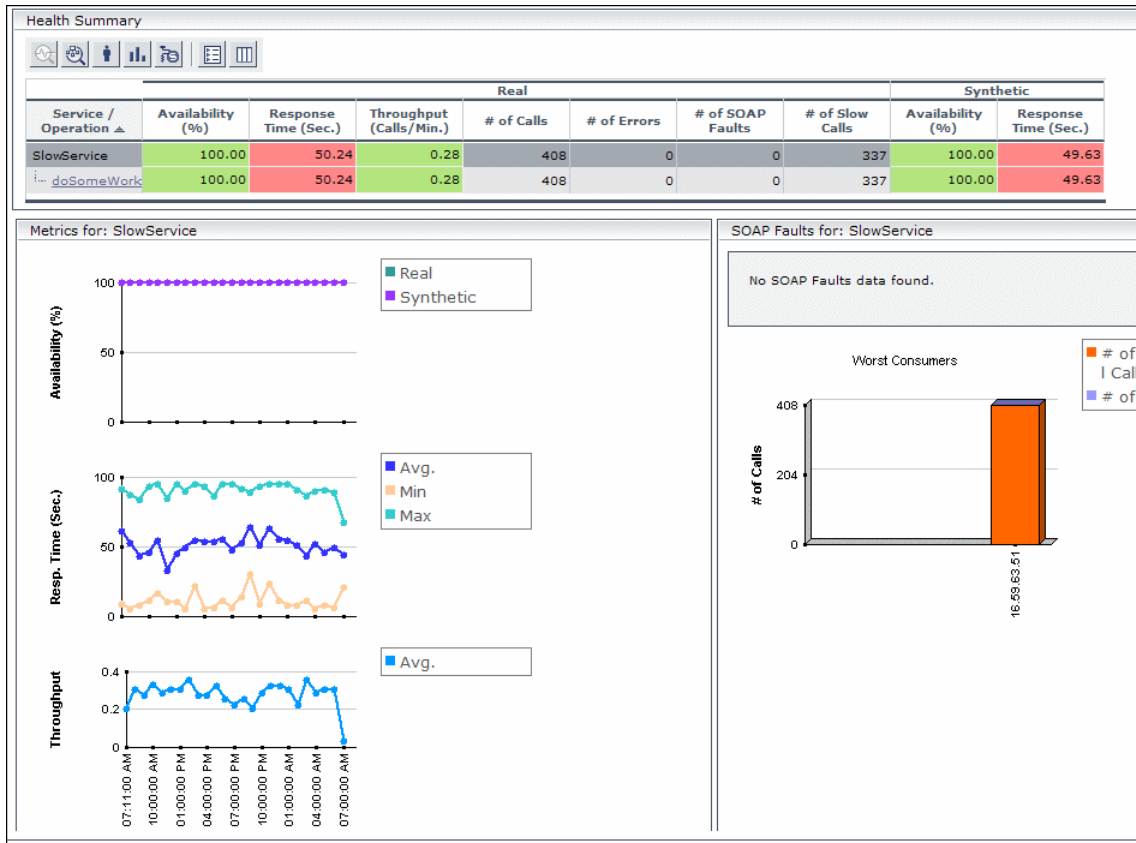 Health Summary
Real Synthetic
Service / Operation Availability (%) Response Time (Sec.) Throughput (Calls/Min.) # of Calls # of Errors # of SOAP Faults # of Slow Calls Availability (%) Response Time (Sec.)
SlowService 100.00 50.24 0.28 408 0 0 337 100.00 49.63
doSomeWork 100.00 50.24 0.28 408 0 0 337 100.00 49.63
Metrics for: SlowService
Availability (%)
100
50
0
Real
Synthetic
Resp. Time (Sec.)
100
50
0
Avg.
Min
Max
Throughput
0.4
0.2
0
Avg.
07:11:00 AM
10:00:00 AM
01:00:00 PM
04:00:00 PM
07:00:00 PM
10:00:00 PM
01:00:00 AM
04:00:00 AM
07:00:00 AM
SOAP Faults for: SlowService
No SOAP Faults data found.
Worst Consumers
# of Calls
408
204
0
16.59.63.51
# of
l Call
# of